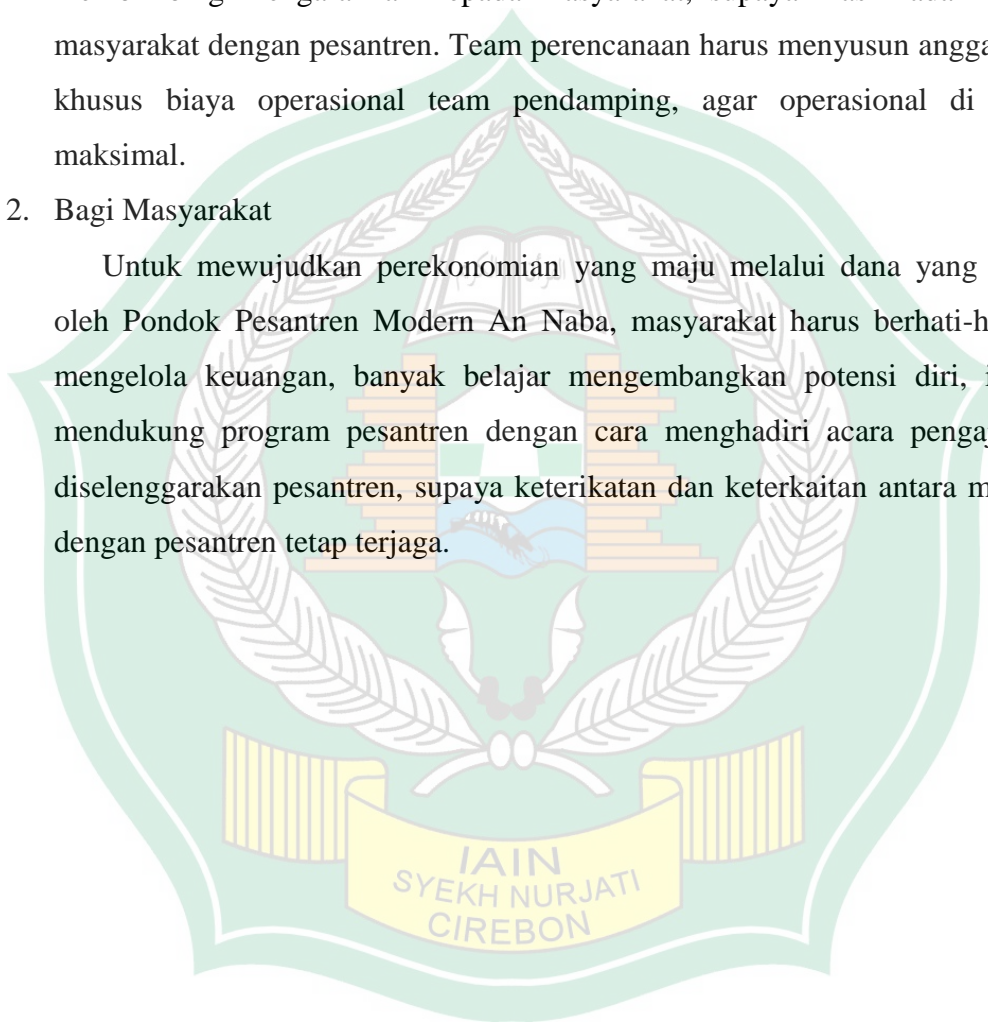 masyarakat dengan pesantren. Team perencanaan harus menyusun angga
khusus biaya operasional team pendamping, agar operasional di
maksimal.
2. Bagi Masyarakat
Untuk mewujudkan perekonomian yang maju melalui dana yang
oleh Pondok Pesantren Modern An Naba, masyarakat harus berhati-h
mengelola keuangan, banyak belajar mengembangkan potensi diri, i
mendukung program pesantren dengan cara menghadiri acara pengaj
diselenggarakan pesantren, supaya keterikatan dan keterkaitan antara m
dengan pesantren tetap terjaga.
IAIN
SYEKH NURJATI
CIREBON